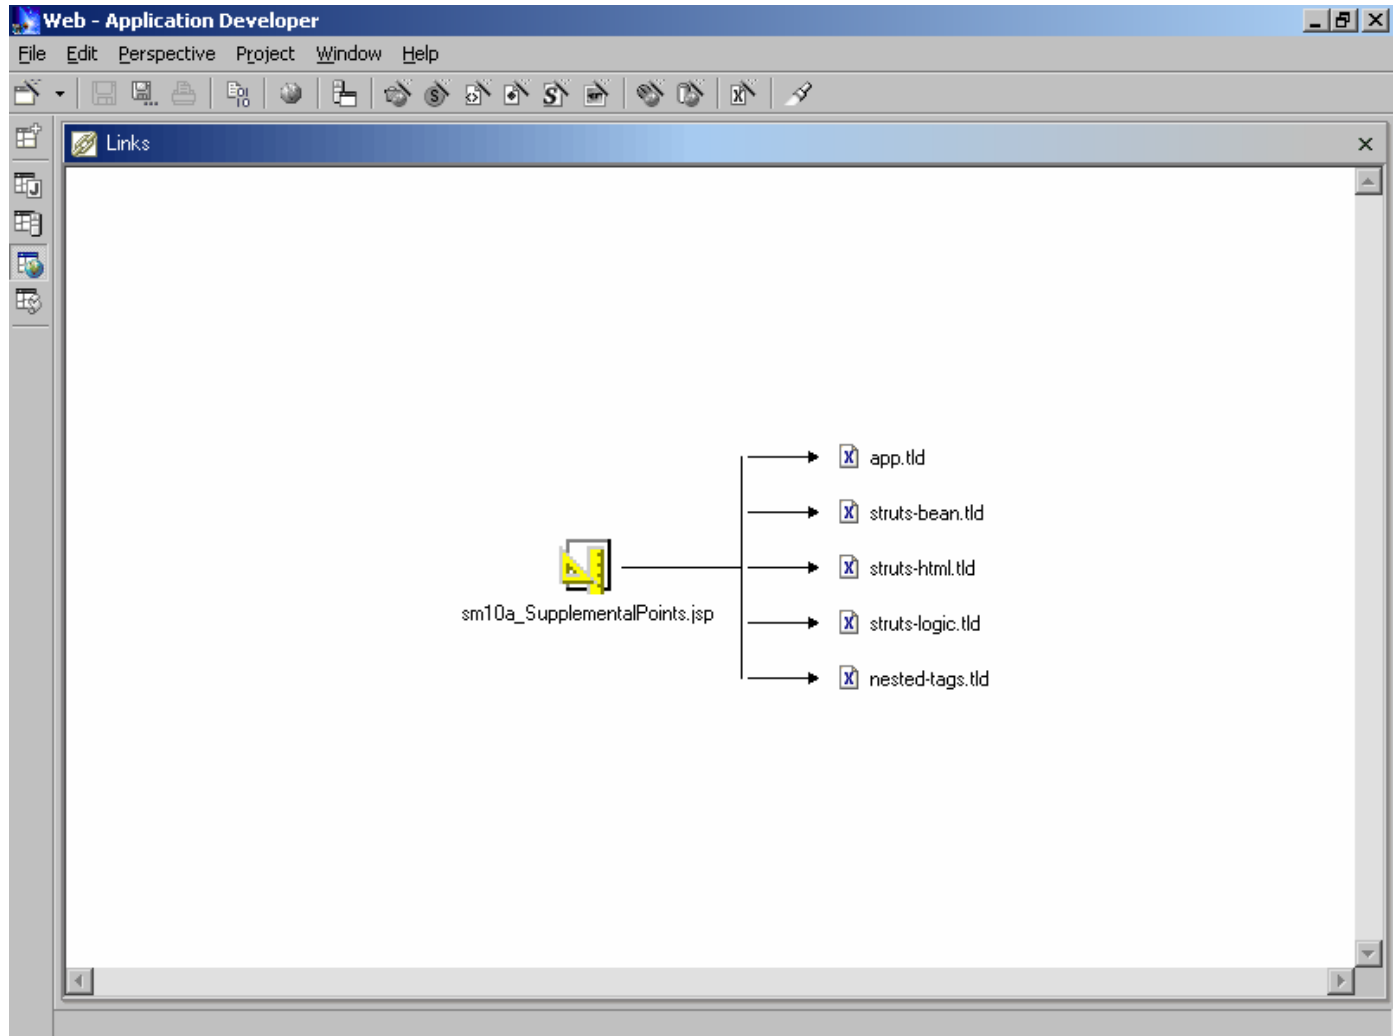 Web - Application Developer
File Edit Perspective Project Window Help
Links
app.tld
struts-bean.tld
struts-html.tld
sm10a_SupplementalPoints.jsp
struts-logic.tld
nested-tags.tld